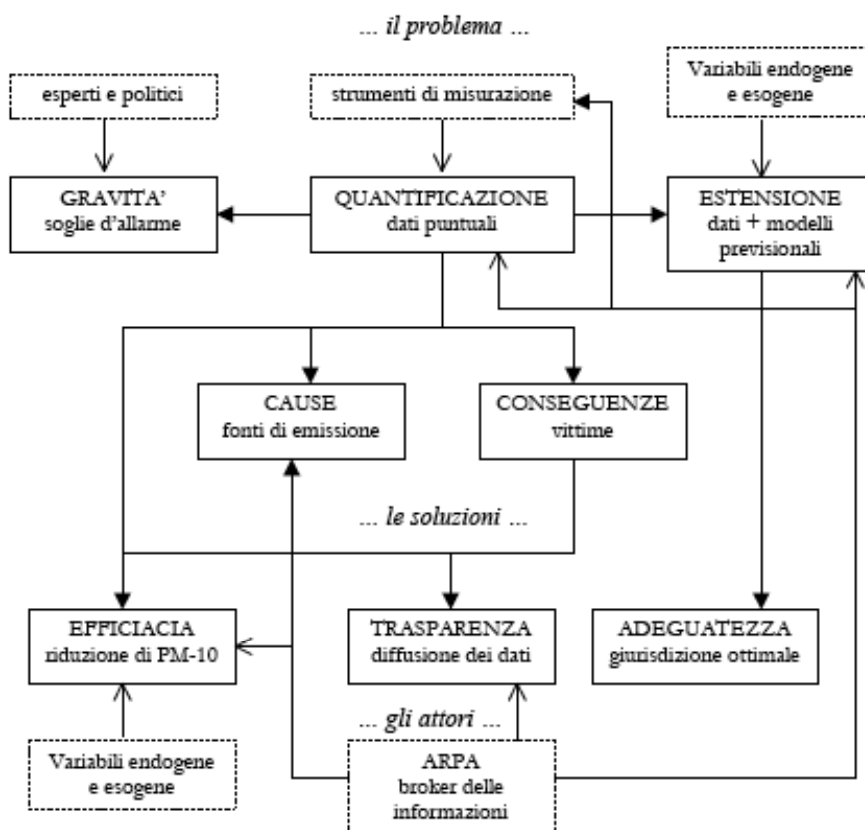 ... il problema ...
esperti e politici
strumenti di misurazione
Variabili endogene
e esogene
GRAVITA'
soglie d'allarme
QUANTIFICAZIONE
dati puntuali
ESTENSIONE
dati + modelli
previsionali
CAUSE
fonti di emissione
CONSEGUENZE
vittime
... le soluzioni ...
EFFICIACIA
riduzione di PM-10
TRASPARENZA
diffusione dei dati
ADEGUATEZZA
giurisdizione ottimale
... gli attori ...
Variabili endogene
e esogene
ARPA
broker delle
informazioni